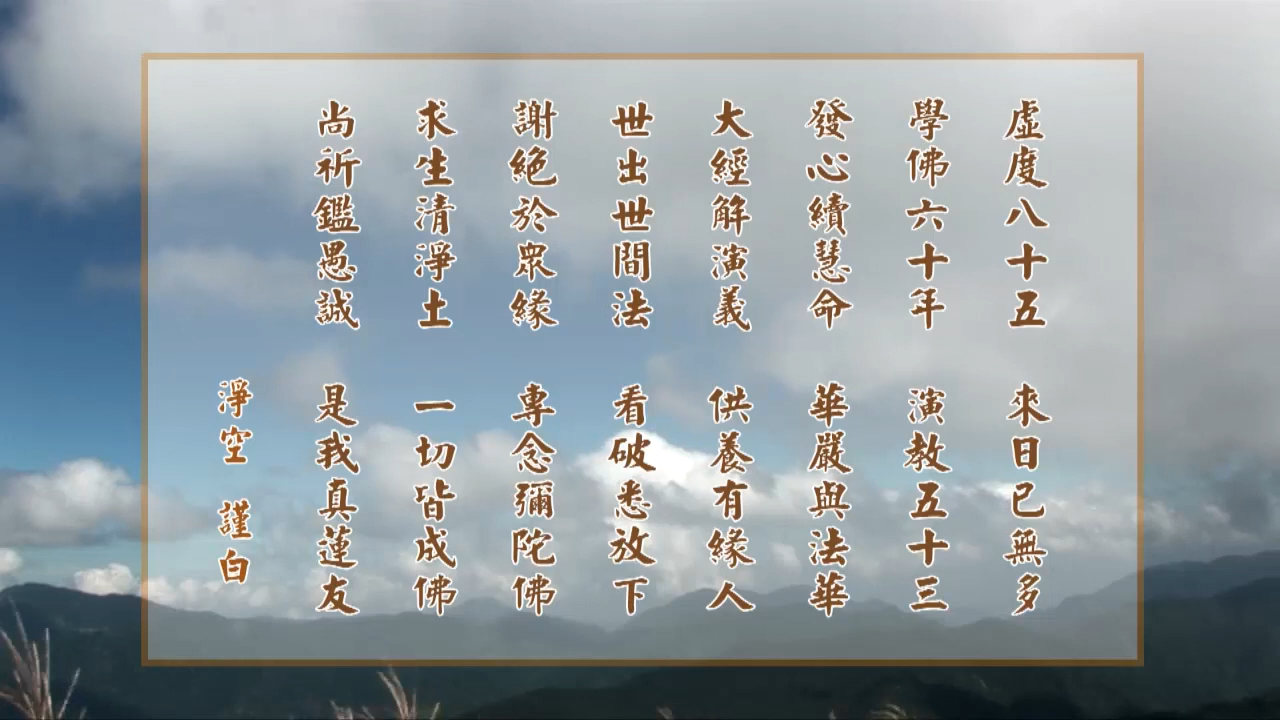 虛度八十五 來日已無多
學佛六十年 演教五十三
發心續慧命 華嚴與法華
大經解演義 供養有緣人
世出世間法 看破悉放下
謝絕於眾緣 專念彌陀佛
求生清淨土 一切皆成佛
尚祈鑑愚誠 是我真蓮友
淨空 謹白